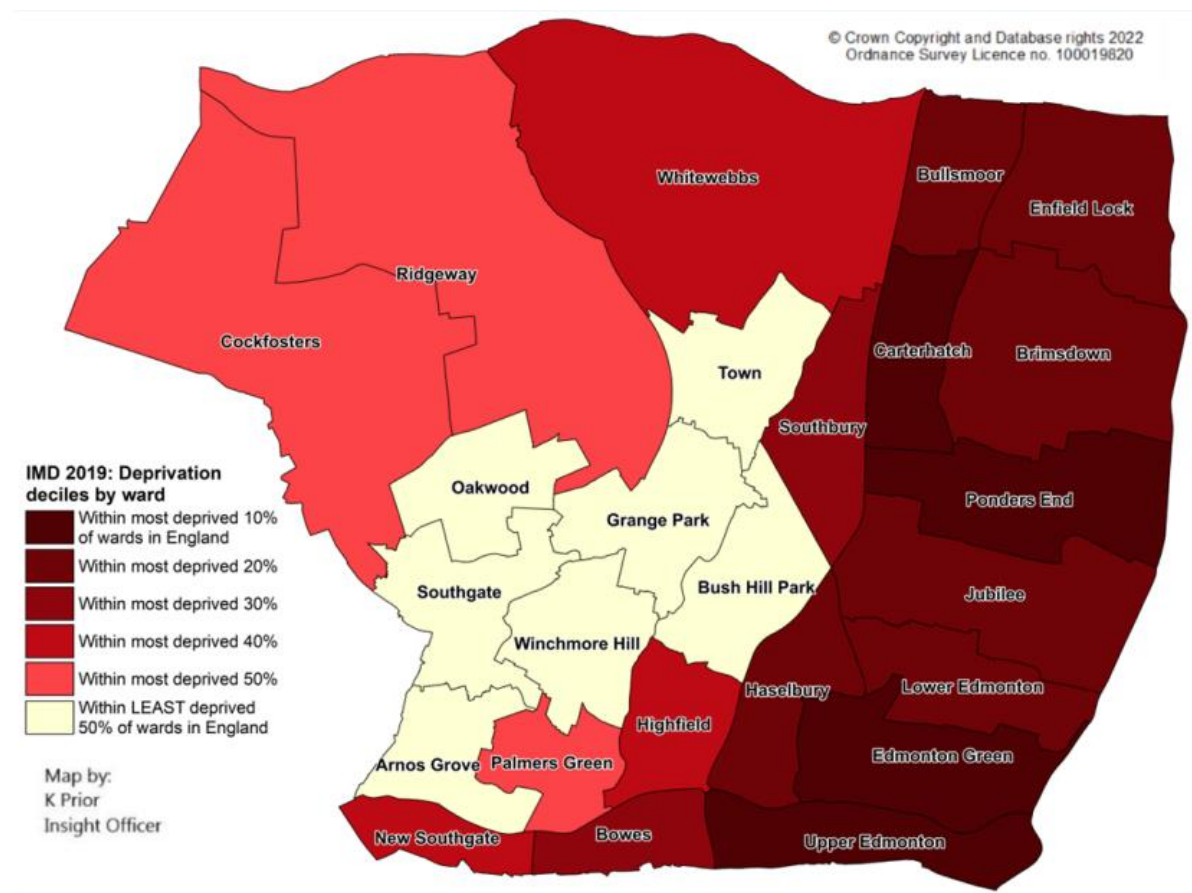 © Crown Copyright and Database rights 2022
Ordnance Survey Licence no. 100019820
Whitewebbs
Bullsmoor
Enfield Lock
Ridgeway
Cockfosters
Carterhatch
Brimsdown
Town
Southbury
Oakwood
Ponders End
Grange Park
Southgate
Bush Hill Park
Jubilee
Winchmore Hill
Haselbury
Lower Edmonton
Highfield
Arnos Grove
Palmers Green
Edmonton Green
New Southgate
Bowes
Upper Edmonton
IMD 2019: Deprivation
deciles by ward
Within most deprived 10%
of wards in England
Within most deprived 20%
Within most deprived 30%
Within most deprived 40%
Within most deprived 50%
Within LEAST deprived
50% of wards in England
Map by:
K Prior
Insight Officer